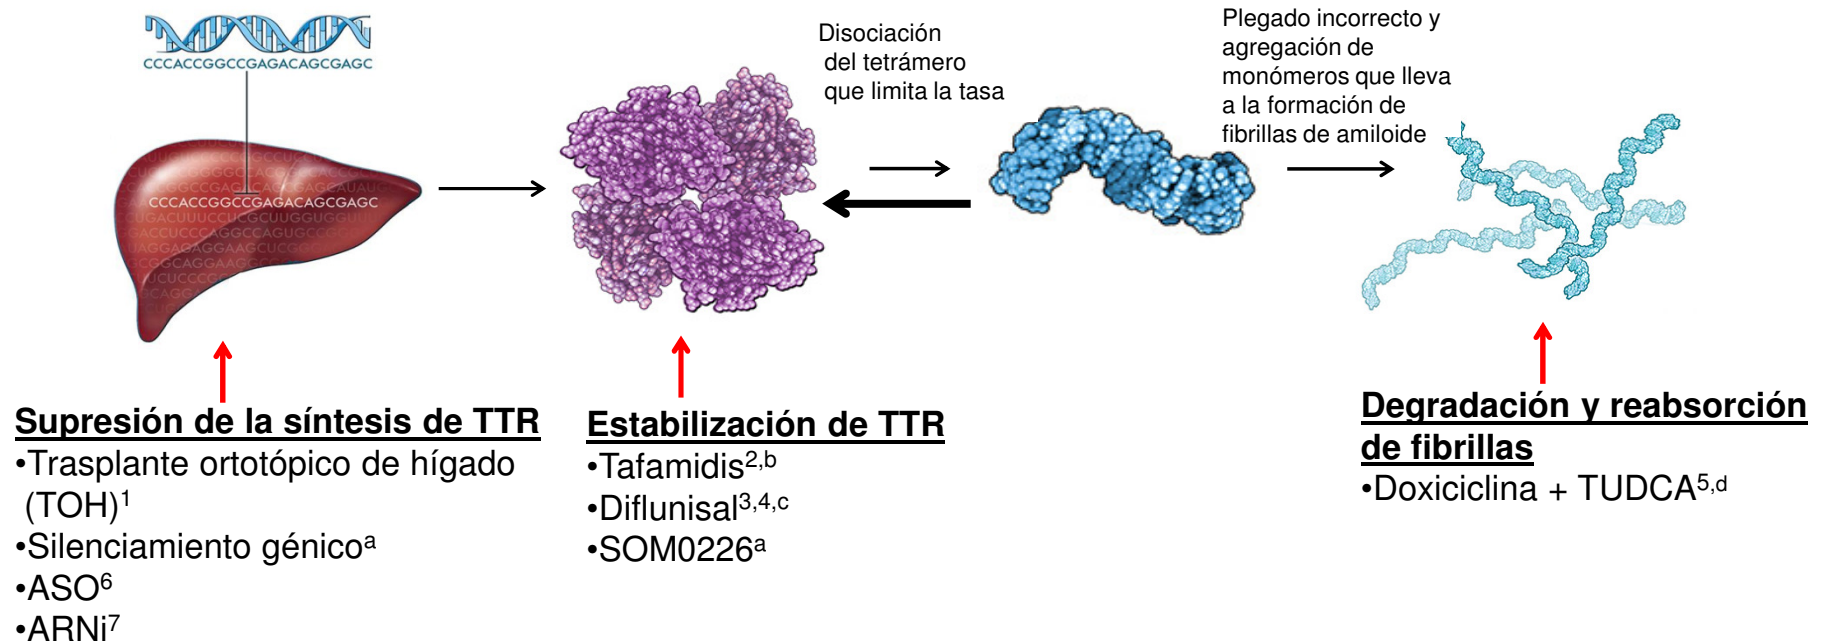 CCCACCGGCCGAGACAGCGAGC
CCCACCGGCCGAGACAGCGAGC
Disociación
del tetrámero
que limita la tasa
Plegado incorrecto y
agregación de
monómeros que lleva
a la formación de
fibrillas de amiloide
Supresión de la síntesis de TTR
•Trasplante ortotópico de hígado
(TOH)1
•Silenciamiento génicoa
•ASO6
•ARNi7
Estabilización de TTR
•Tafamidis2,b
•Diflunisal3,4,c
•SOM0226a
Degradación y reabsorción
de fibrillas
•Doxiciclina + TUDCA5,d